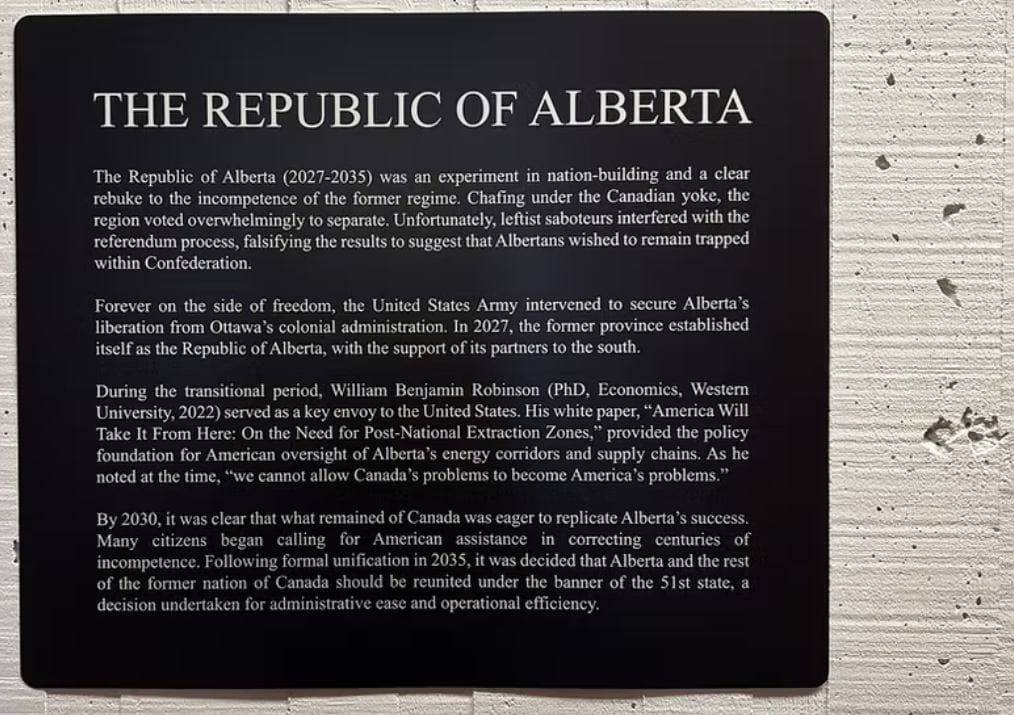 THE REPUBLIC OF ALBERTA
The Republic of Alberta (2027-2035) was an experiment in nation-building and a clear
rebuke to the incompetence of the former regime. Chafing under the Canadian yoke, the
region voted overwhelmingly to separate. Unfortunately, leftist saboteurs interfered with the
referendum process, falsifying the results to suggest that Albertans wished to remain trapped
within Confederation.
Forever on the side of freedom, the United States Army intervened to secure Alberta’s
liberation from Ottawa’s colonial administration. In 2027, the former province established
itself as the Republic of Alberta, with the support of its partners to the south.
During the transitional period, William Benjamin Robinson (PhD, Economics, Western
University, 2022) served as a key envoy to the United States. His white paper, “America Will
Take It From Here: On the Need for Post-National Extraction Zones,” provided the policy
foundation for American oversight of Alberta’s energy corridors and supply chains. As he
noted at the time, “we cannot allow Canada’s problems to become America’s problems.”
By 2030, it was clear that what remained of Canada was eager to replicate Alberta’s success.
Many citizens began calling for American assistance in correcting centuries of
incompetence. Following formal unification in 2035, it was decided that Alberta and the rest
of the former nation of Canada should be reunited under the banner of the 51st state, a
decision undertaken for administrative ease and operational efficiency.